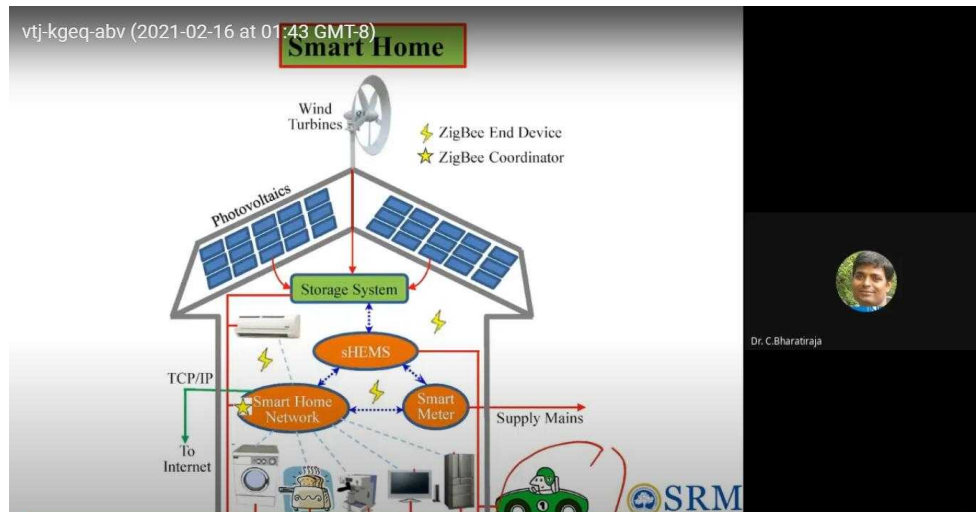 vtj-kgeq-abv (2021-02-16 at 01:43 GMT-8)
Smart Home
Wind
Turbines
ZigBee End Device
ZigBee Coordinator
Photovoltaics
Storage System
sHEMS
TCP/IP
Smart Home
Network
Smart
Meter
Supply Mains
To
Internet
1
SRM
Dr. C.Bharatiraja